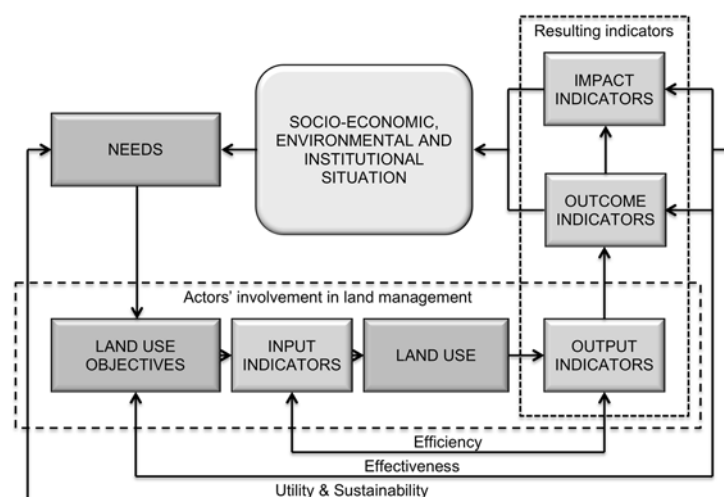 Resulting indicators
IMPACT
INDICATORS
SOCIO-ECONOMIC,
ENVIRONMENTAL AND
INSTITUTIONAL
SITUATION
NEEDS
OUTCOME
INDICATORS
Actors' involvement in land management
LAND USE
OBJECTIVES
INPUT
INDICATORS
LAND USE
OUTPUT
INDICATORS
Efficiency
Effectiveness
Utility & Sustainability